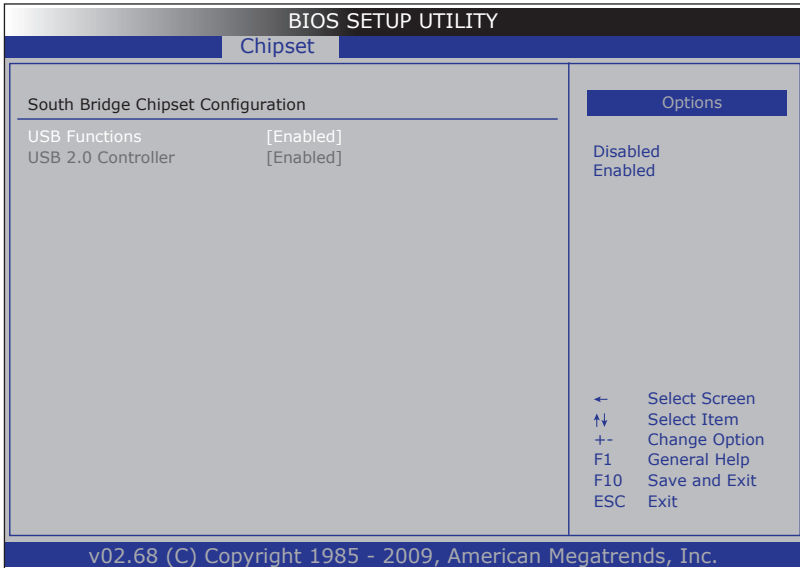 BIOS SETUP UTILITY
Chipset
South Bridge Chipset Configuration
USB Functions [Enabled]
USB 2.0 Controller [Enabled]
Options
Disabled
Enabled
← Select Screen
↑↓ Select Item
+- Change Option
F1 General Help
F10 Save and Exit
ESC Exit
v02.68 (C) Copyright 1985 - 2009, American Megatrends, Inc.